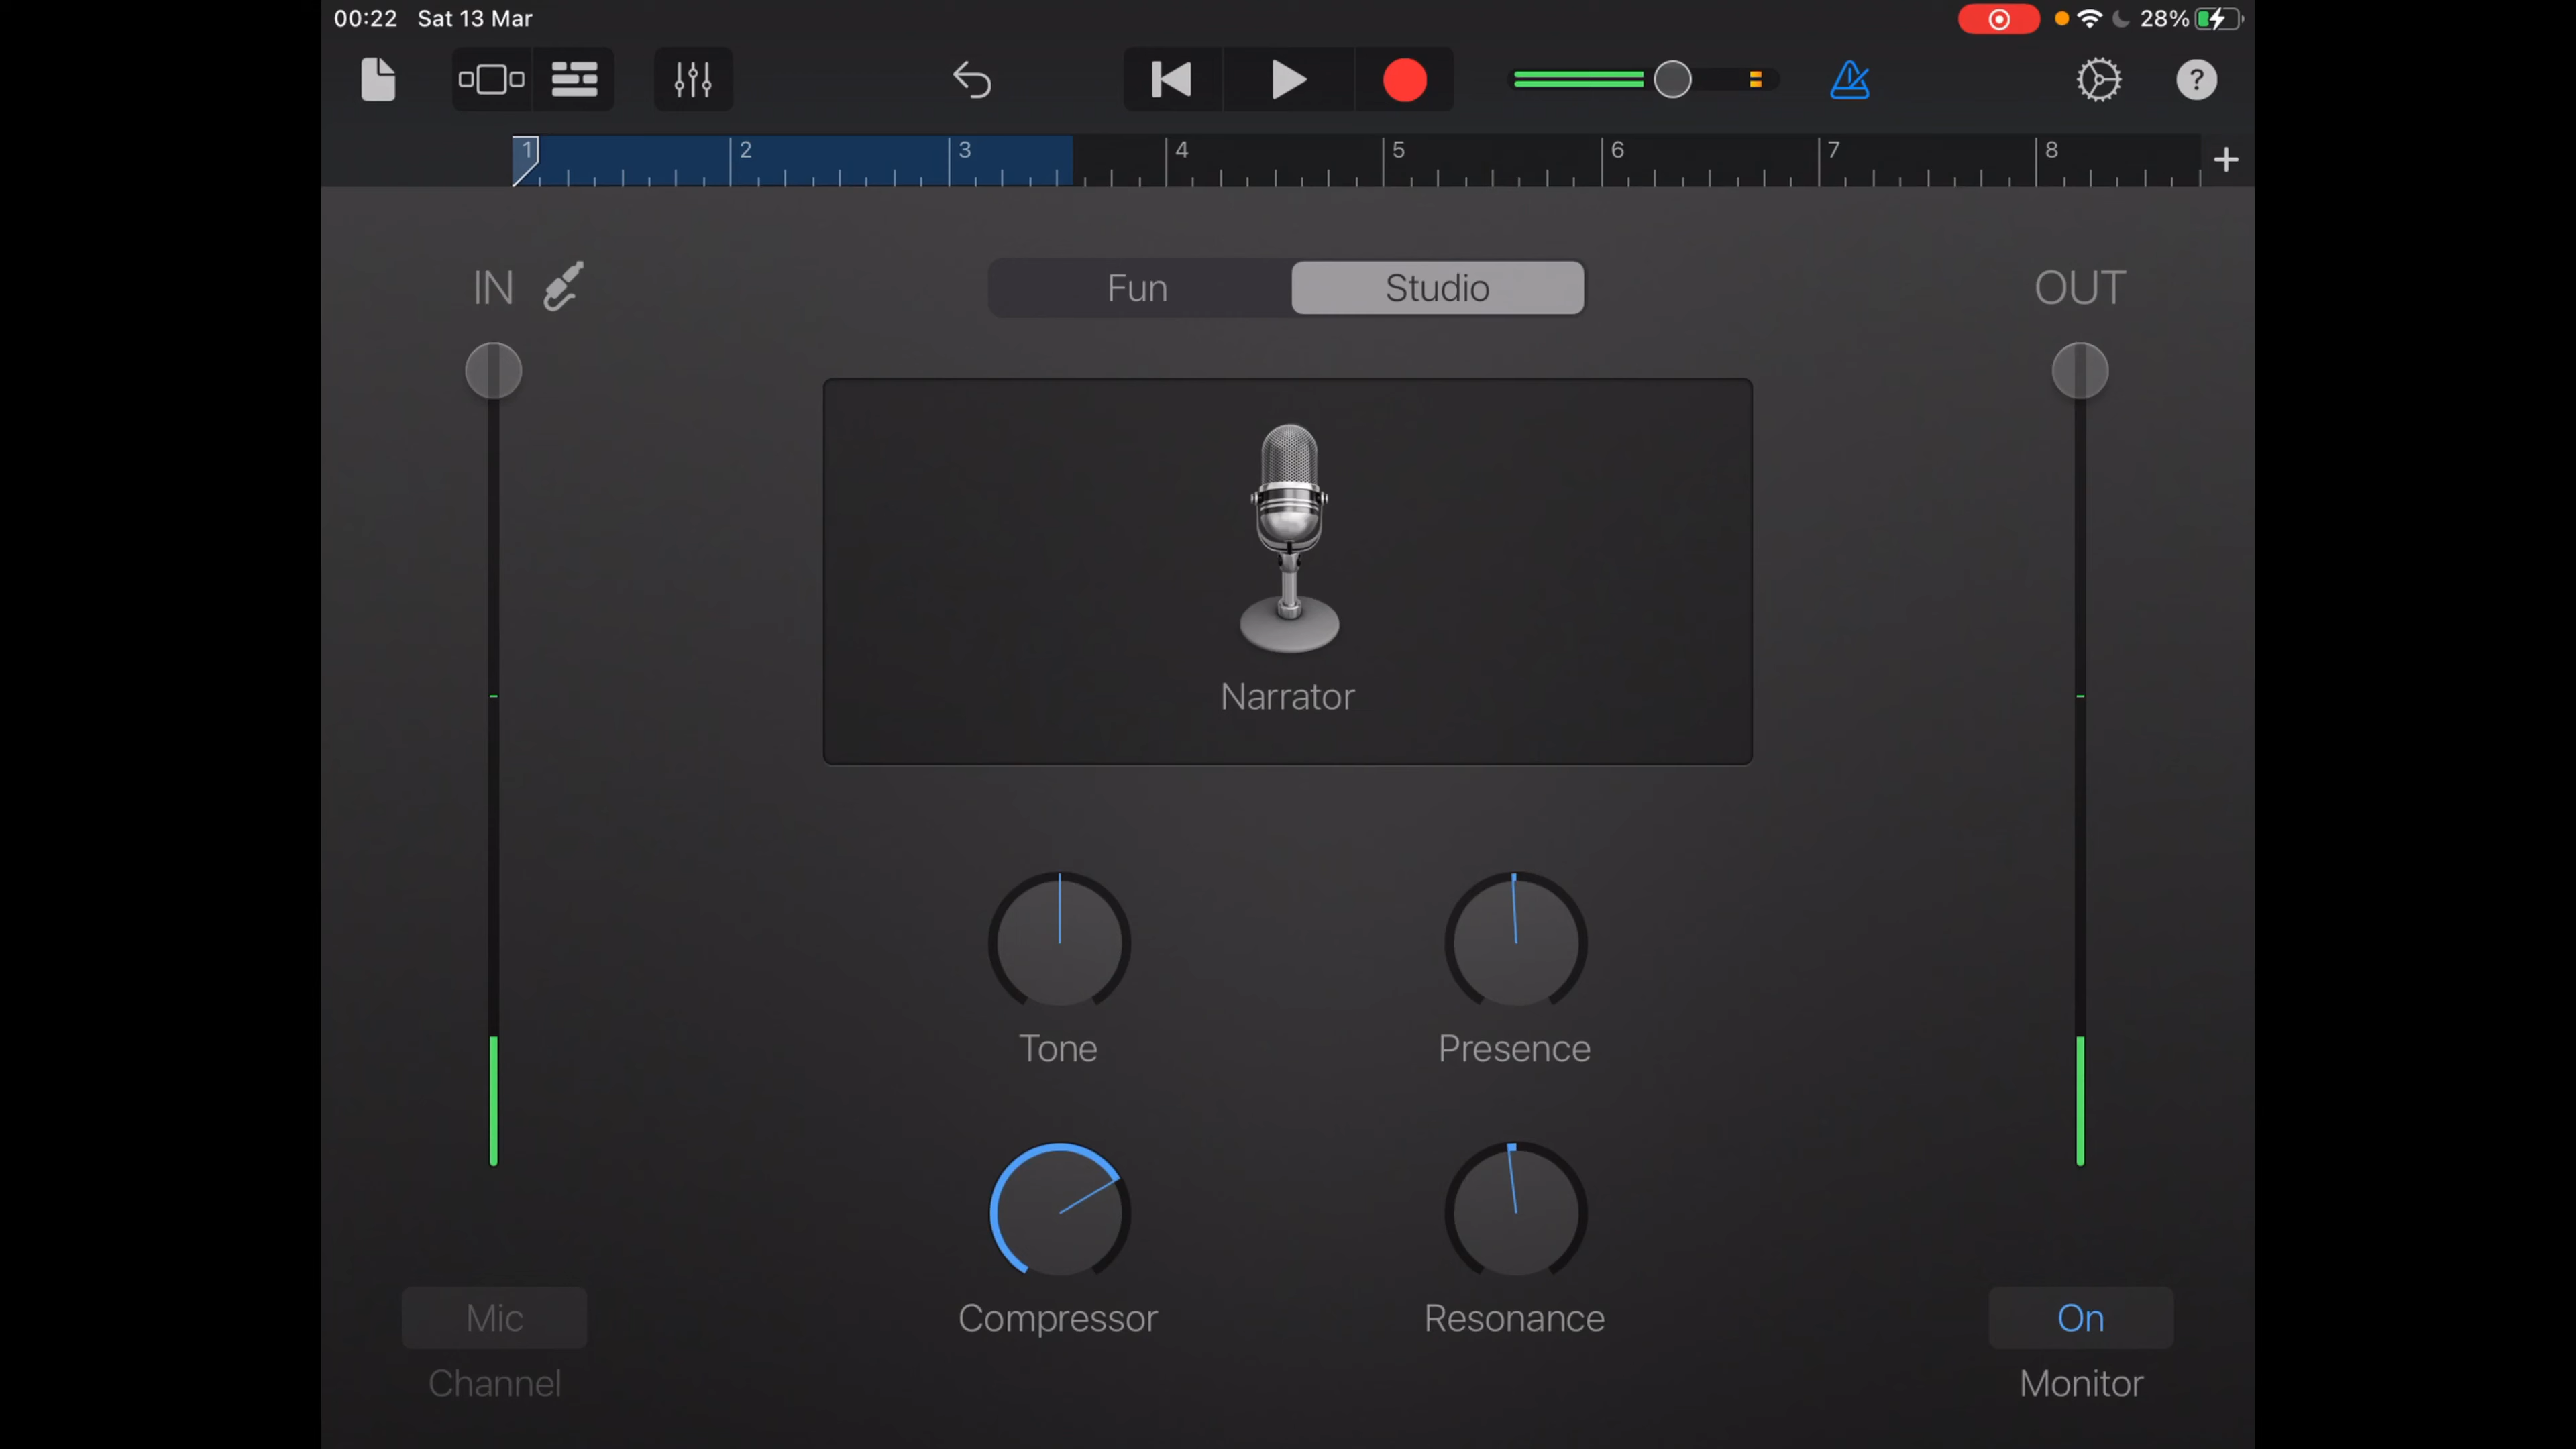 00:22 Sat 13 Mar 28%
?
1 2 3 4 5 6 7 8 +
IN Fun Studio OUT
Narrator
Tone Presence
Compressor Resonance
Mic On
Channel Monitor